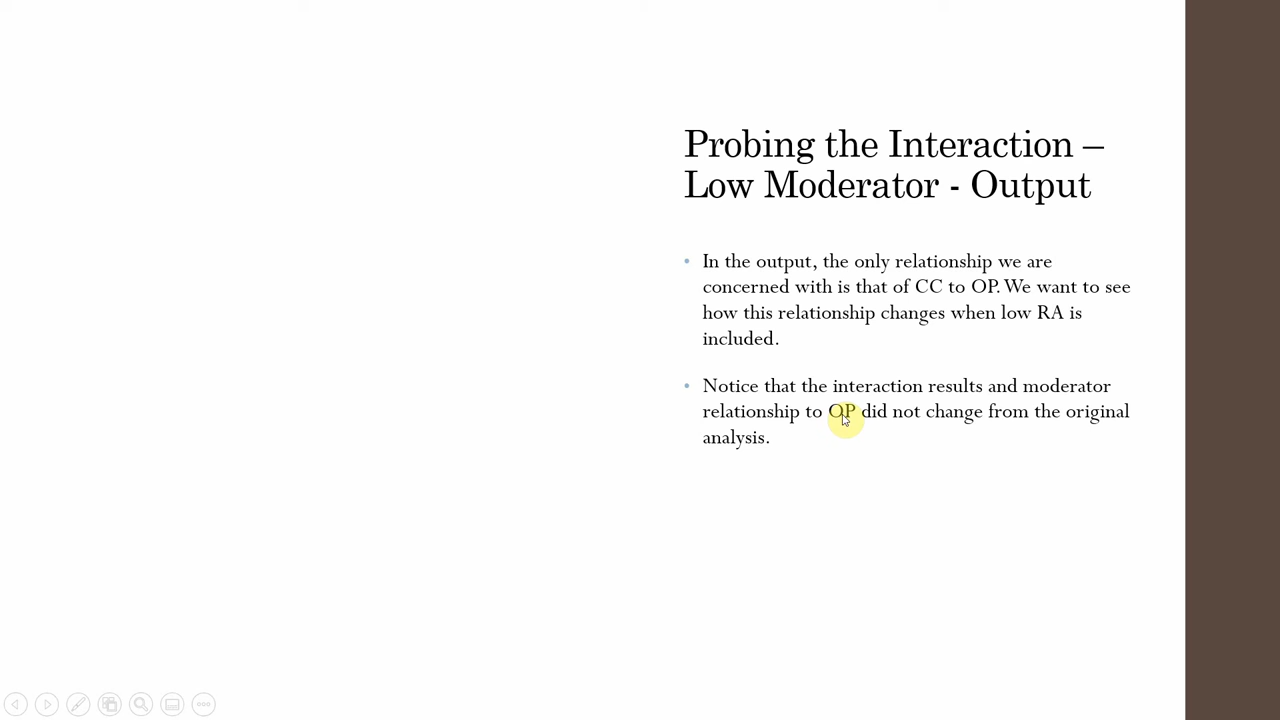 Probing the Interaction –
Low Moderator - Output
• In the output, the only relationship we are
concerned with is that of CC to OP. We want to see
how this relationship changes when low RA is
included.
• Notice that the interaction results and moderator
relationship to OP did not change from the original
analysis.